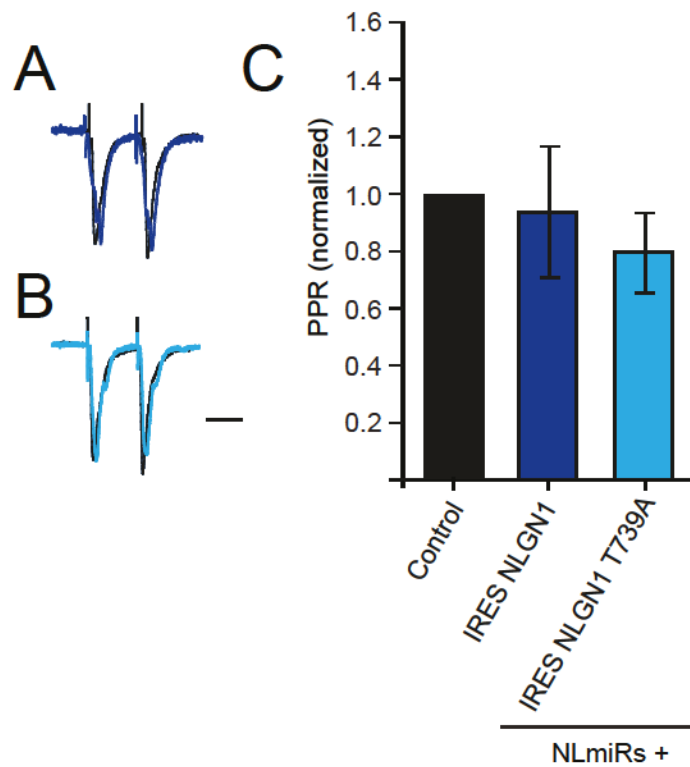 A
B
C
PPR (normalized)
1.6
1.4
1.2
1.0
0.8
0.6
0.4
0.2
Control
IRES NLGN1
IRES NLGN1 T739A
NLmiRs +